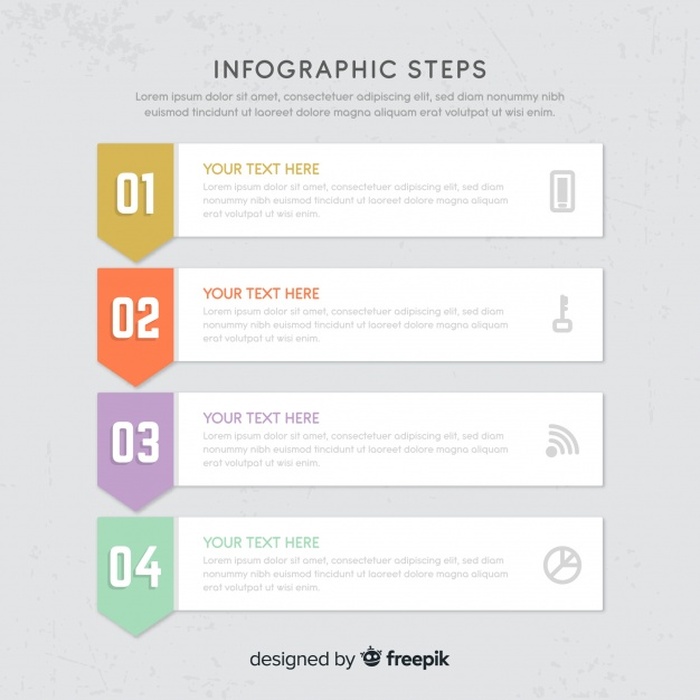 INFOGRAPHIC STEPS
Lorem ipsum dolor sit amet, consectetuer adipiscing elit, sed diam nonummy nibh
euismod tincidunt ut laoreet dolore magna aliquam erat volutpat ut wisi enim.
01
YOUR TEXT HERE
Lorem ipsum dolor sit amet, consectetuer adipiscing elit, sed diam
nonummy nibh euismod tincidunt ut laoreet dolore magna aliquam
erat volutpat ut wisi enim.
02
YOUR TEXT HERE
Lorem ipsum dolor sit amet, consectetuer adipiscing elit, sed diam
nonummy nibh euismod tincidunt ut laoreet dolore magna aliquam
erat volutpat ut wisi enim.
03
YOUR TEXT HERE
Lorem ipsum dolor sit amet, consectetuer adipiscing elit, sed diam
nonummy nibh euismod tincidunt ut laoreet dolore magna aliquam
erat volutpat ut wisi enim.
04
YOUR TEXT HERE
Lorem ipsum dolor sit amet, consectetuer adipiscing elit, sed diam
nonummy nibh euismod tincidunt ut laoreet dolore magna aliquam
erat volutpat ut wisi enim.
designed by freepik